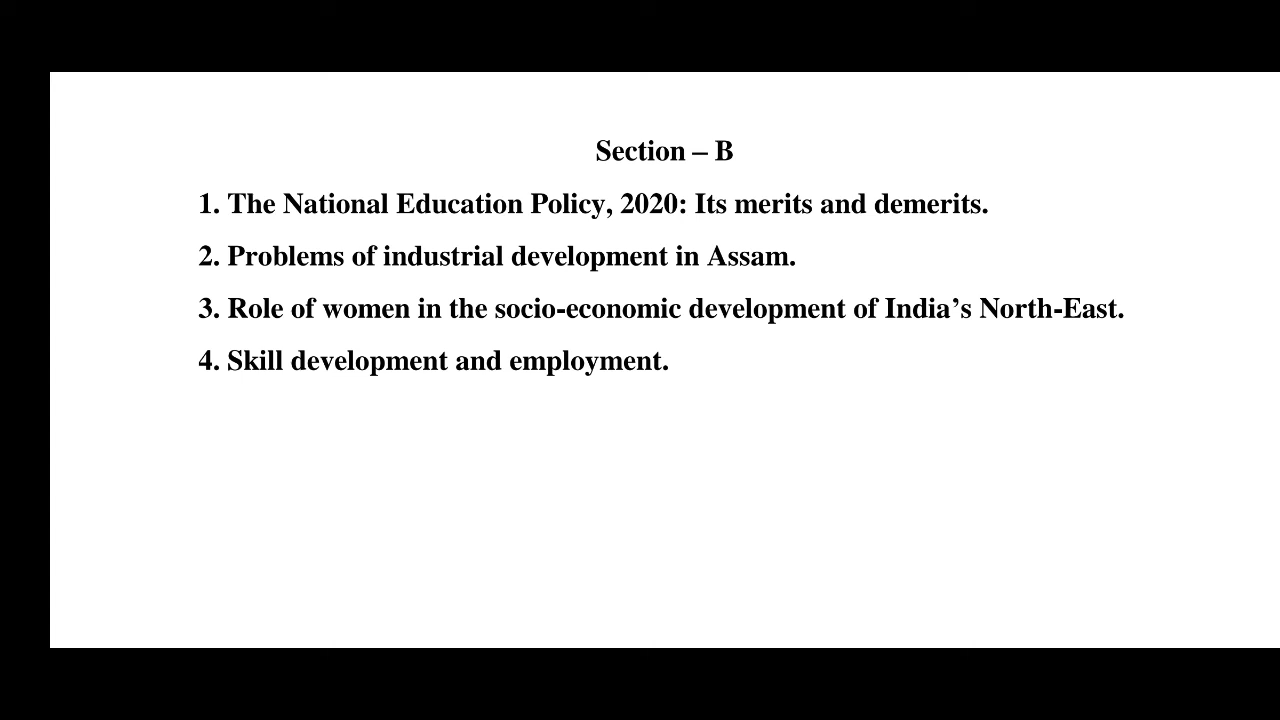 Section – B
1. The National Education Policy, 2020: Its merits and demerits.
2. Problems of industrial development in Assam.
3. Role of women in the socio-economic development of India’s North-East.
4. Skill development and employment.